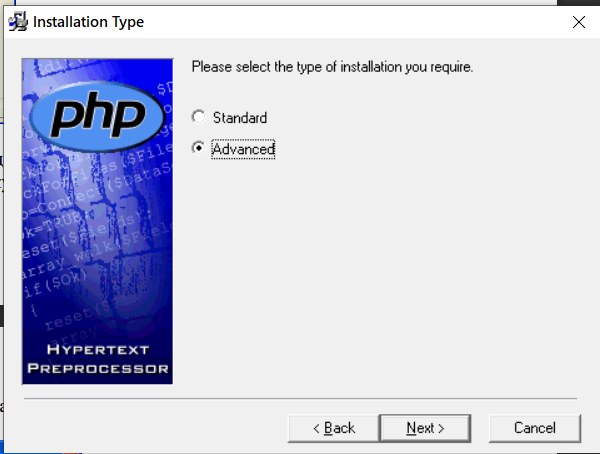 Installation Type
Please select the type of installation you require.
php
Standard
Advanced
HYPERTEXT
PREPROCESSOR
< Back
Next >
Cancel